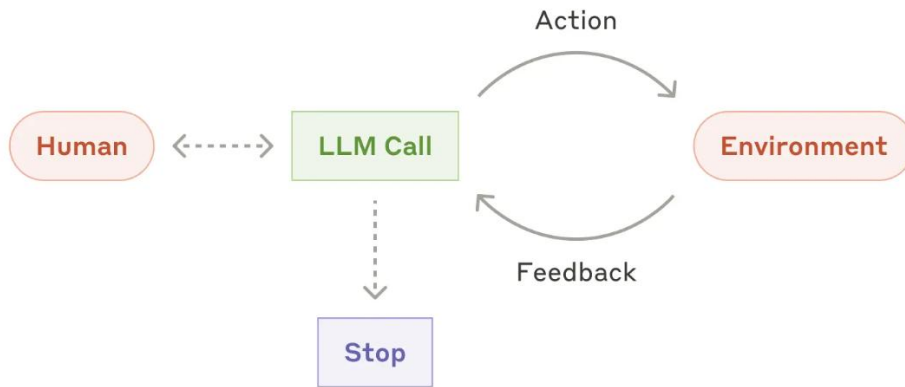 Action
Human
LLM Call
Environment
Feedback
Stop